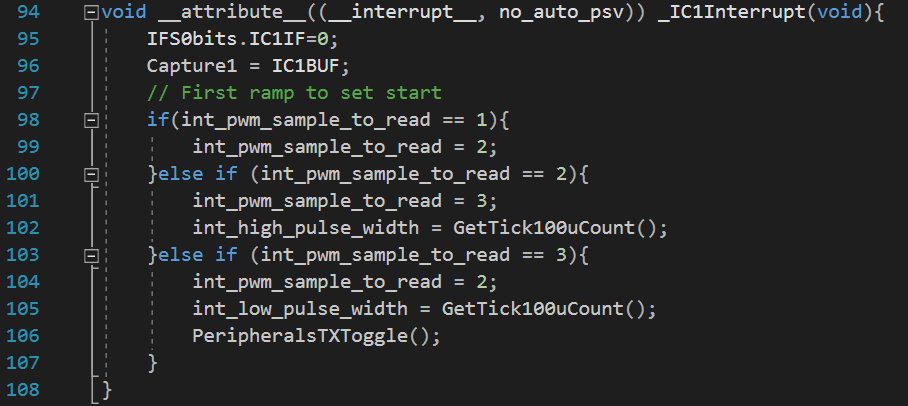 94 void __attribute__((__interrupt__, no_auto_psv)) _IC1Interrupt(void){
95 IFS0bits.IC1IF=0;
96 Capture1 = IC1BUF;
97 // First ramp to set start
98 if(int_pwm_sample_to_read == 1){
99 int_pwm_sample_to_read = 2;
100 }else if (int_pwm_sample_to_read == 2){
101 int_pwm_sample_to_read = 3;
102 int_high_pulse_width = GetTick100uCount();
103 }else if (int_pwm_sample_to_read == 3){
104 int_pwm_sample_to_read = 2;
105 int_low_pulse_width = GetTick100uCount();
106 PeripheralsTXToggle();
107 }
108 }